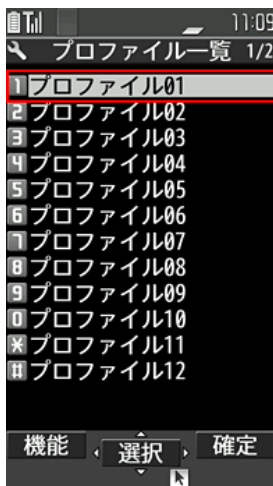 11:09
プロファイル一覧 1/2
1プロファイル01
2プロファイル02
3プロファイル03
4プロファイル04
5プロファイル05
6プロファイル06
7プロファイル07
8プロファイル08
9プロファイル09
0プロファイル10
*プロファイル11
#プロファイル12
機能 選択 確定